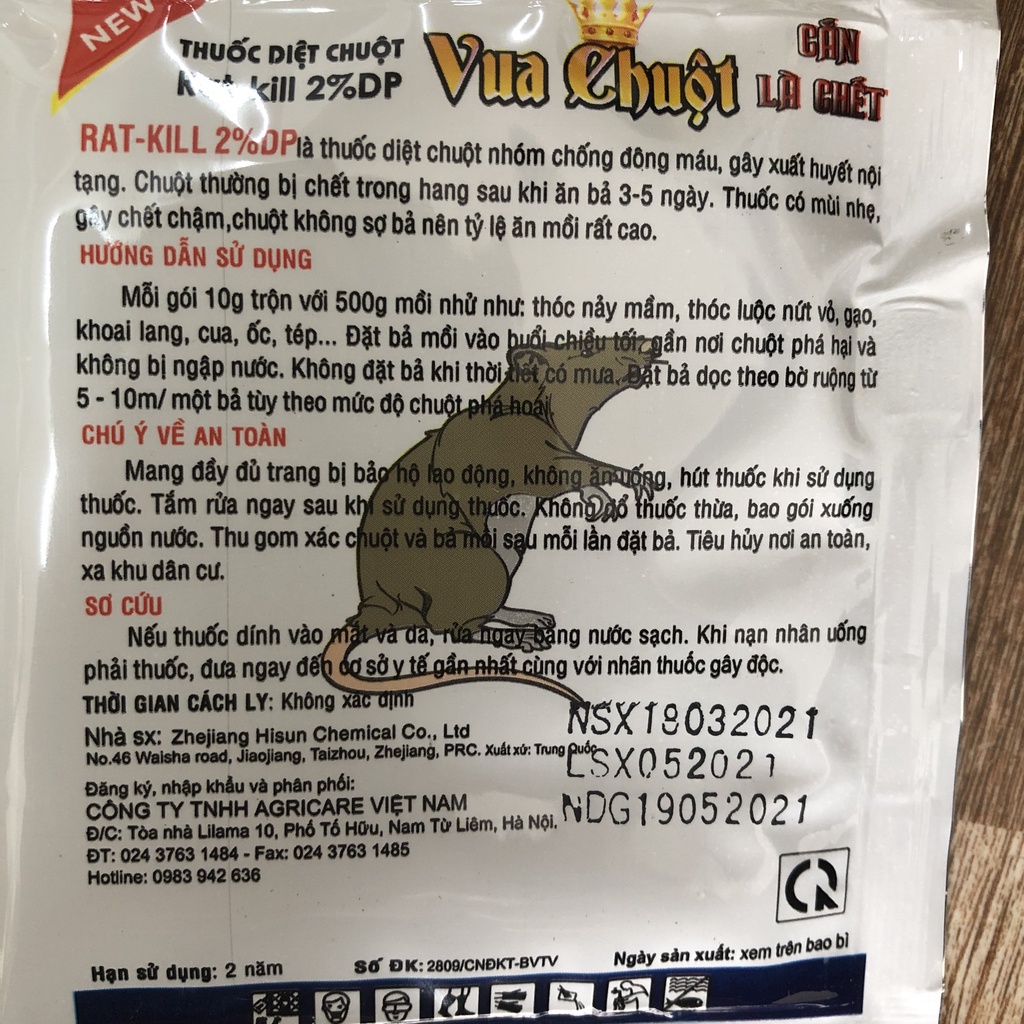 NEW
THUỐC DIỆT CHUỘT
Rat-kill 2%DP
Vua Chuột
CẮN
LÀ CHẾT
RAT-KILL 2%DP là thuốc diệt chuột nhóm chống đông máu, gây xuất huyết nội
tạng. Chuột thường bị chết trong hang sau khi ăn bả 3-5 ngày. Thuốc có mùi nhẹ,
gây chết chậm,chuột không sợ bả nên tỷ lệ ăn mồi rất cao.
HƯỚNG DẪN SỬ DỤNG
Mỗi gói 10g trộn với 500g mồi nhử như: thóc nảy mầm, thóc luộc nứt vỏ, gạo,
khoai lang, cua, ốc, tép... Đặt bả mồi vào buổi chiều tối, gần nơi chuột phá hại và
không bị ngập nước. Không đặt bả khi thời tiết có mưa. Đặt bả dọc theo bờ ruộng từ
5 - 10m/ một bả tùy theo mức độ chuột phá hoại.
CHÚ Ý VỀ AN TOÀN
Mang đầy đủ trang bị bảo hộ lao động, không ăn uống, hút thuốc khi sử dụng
thuốc. Tắm rửa ngay sau khi sử dụng thuốc. Không đổ thuốc thừa, bao gói xuống
nguồn nước. Thu gom xác chuột và bả mồi sau mỗi lần đặt bả. Tiêu hủy nơi an toàn,
xa khu dân cư.
SƠ CỨU
Nếu thuốc dính vào mắt và da, rửa ngay bằng nước sạch. Khi nạn nhân uống
phải thuốc, đưa ngay đến cơ sở y tế gần nhất cùng với nhãn thuốc gây độc.
THỜI GIAN CÁCH LY: Không xác định
Nhà sx: Zhejiang Hisun Chemical Co., Ltd
No.46 Waisha road, Jiaojiang, Taizhou, Zhejiang, PRC. Xuất xứ: Trung Quốc
NSX18032021
LSX052021
NDG19052021
Đăng ký, nhập khẩu và phân phối:
CÔNG TY TNHH AGRICARE VIỆT NAM
Đ/C: Tòa nhà Lilama 10, Phố Tố Hữu, Nam Từ Liêm, Hà Nội.
ĐT: 024 3763 1484 - Fax: 024 3763 1485
Hotline: 0983 942 636
Hạn sử dụng: 2 năm
Số ĐK: 2809/CNĐKT-BVTV
Ngày sản xuất: xem trên bao bì